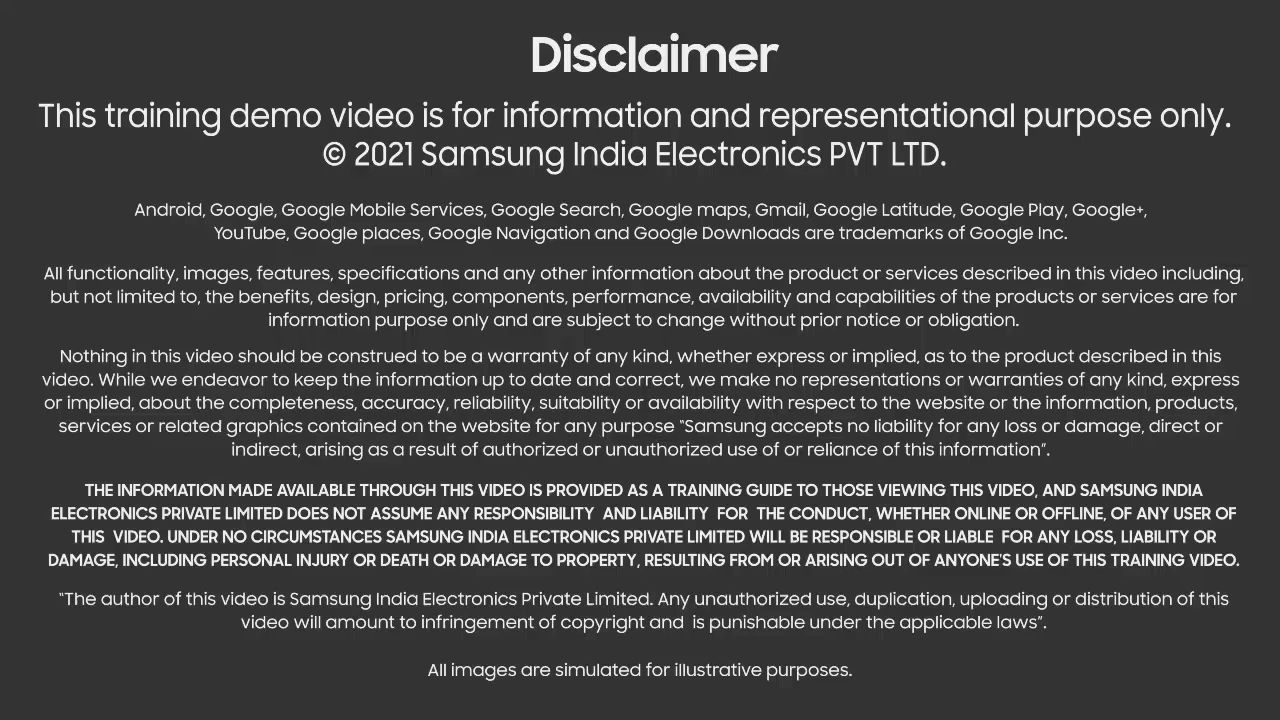 Disclaimer
This training demo video is for information and representational purpose only.
© 2021 Samsung India Electronics PVT LTD.
Android, Google, Google Mobile Services, Google Search, Google maps, Gmail, Google Latitude, Google Play, Google+,
YouTube, Google places, Google Navigation and Google Downloads are trademarks of Google Inc.
All functionality, images, features, specifications and any other information about the product or services described in this video including,
but not limited to, the benefits, design, pricing, components, performance, availability and capabilities of the products or services are for
information purpose only and are subject to change without prior notice or obligation.
Nothing in this video should be construed to be a warranty of any kind, whether express or implied, as to the product described in this
video. While we endeavor to keep the information up to date and correct, we make no representations or warranties of any kind, express
or implied, about the completeness, accuracy, reliability, suitability or availability with respect to the website or the information, products,
services or related graphics contained on the website for any purpose “Samsung accepts no liability for any loss or damage, direct or
indirect, arising as a result of authorized or unauthorized use of or reliance of this information”.
THE INFORMATION MADE AVAILABLE THROUGH THIS VIDEO IS PROVIDED AS A TRAINING GUIDE TO THOSE VIEWING THIS VIDEO, AND SAMSUNG INDIA
ELECTRONICS PRIVATE LIMITED DOES NOT ASSUME ANY RESPONSIBILITY AND LIABILITY FOR THE CONDUCT, WHETHER ONLINE OR OFFLINE, OF ANY USER OF
THIS VIDEO. UNDER NO CIRCUMSTANCES SAMSUNG INDIA ELECTRONICS PRIVATE LIMITED WILL BE RESPONSIBLE OR LIABLE FOR ANY LOSS, LIABILITY OR
DAMAGE, INCLUDING PERSONAL INJURY OR DEATH OR DAMAGE TO PROPERTY, RESULTING FROM OR ARISING OUT OF ANYONE'S USE OF THIS TRAINING VIDEO.
“The author of this video is Samsung India Electronics Private Limited. Any unauthorized use, duplication, uploading or distribution of this
video will amount to infringement of copyright and is punishable under the applicable laws”.
All images are simulated for illustrative purposes.